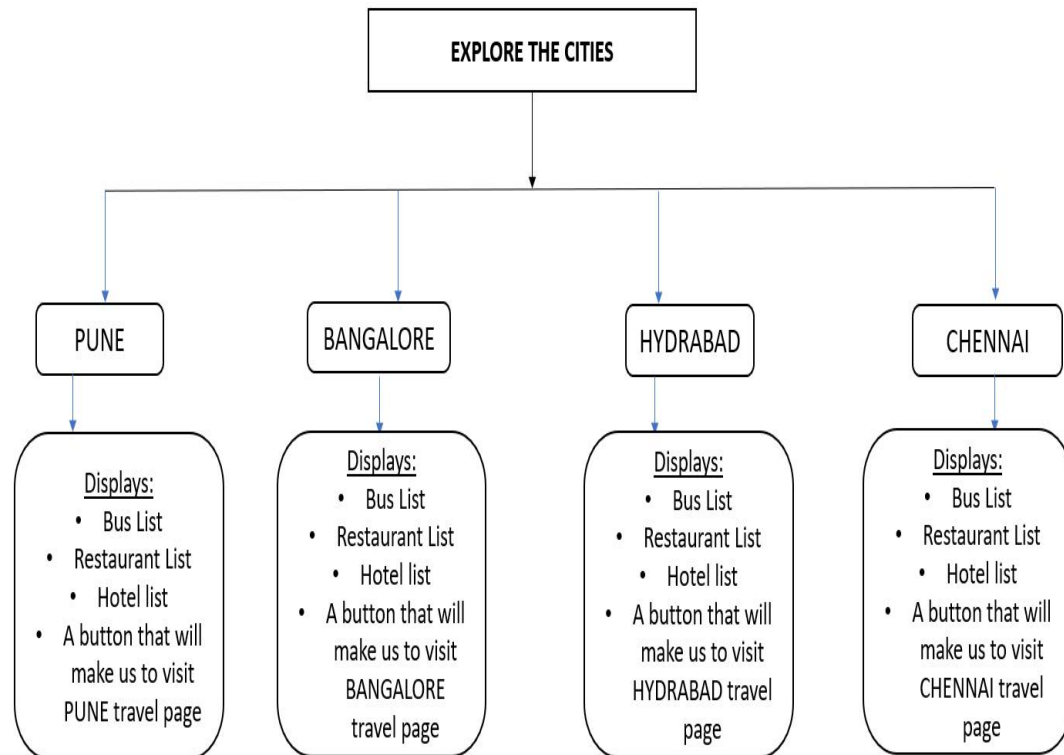 EXPLORE THE CITIES
PUNE
BANGALORE
HYDRABAD
CHENNAI
Displays:
• Bus List
• Restaurant List
• Hotel list
• A button that will
make us to visit
PUNE travel page
Displays:
• Bus List
• Restaurant List
• Hotel list
• A button that will
make us to visit
BANGALORE
travel page
Displays:
• Bus List
• Restaurant List
• Hotel list
• A button that will
make us to visit
HYDRABAD travel
page
Displays:
• Bus List
• Restaurant List
• Hotel list
• A button that will
make us to visit
CHENNAI travel
page